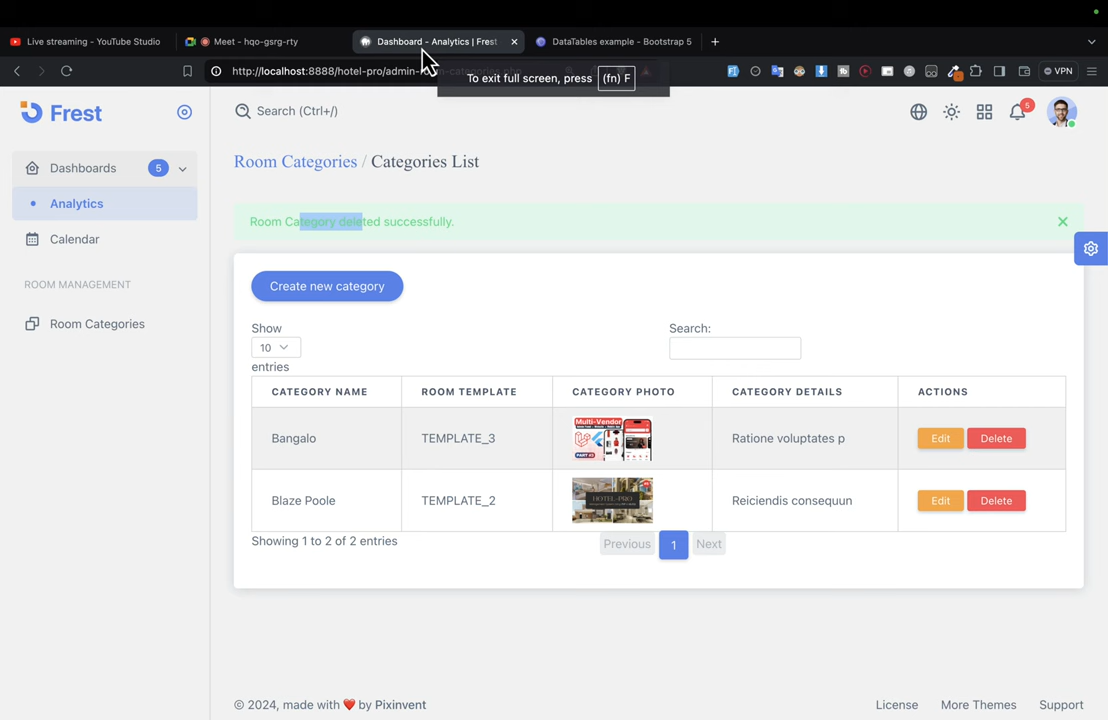 Live streaming - YouTube Studio
Meet - hqo-gsrg-rty
Dashboard - Analytics | Frest
DataTables example - Bootstrap 5
http://localhost:8888/hotel-pro/admin-
To exit full screen, press (fn) F
VPN
Frest
Search (Ctrl+/)
5
Dashboards 5
Analytics
Calendar
ROOM MANAGEMENT
Room Categories
Room Categories / Categories List
Room Category deleted successfully.
Create new category
Show
10
entries
Search:
CATEGORY NAME ROOM TEMPLATE CATEGORY PHOTO CATEGORY DETAILS ACTIONS
Bangalo TEMPLATE_3 Multi-Vendor PART #3 Ratione voluptates p Edit Delete
Blaze Poole TEMPLATE_2 HOTEL-PRO Reiciendis consequun Edit Delete
Showing 1 to 2 of 2 entries
Previous 1 Next
© 2024, made with ❤️ by Pixinvent
License More Themes Support